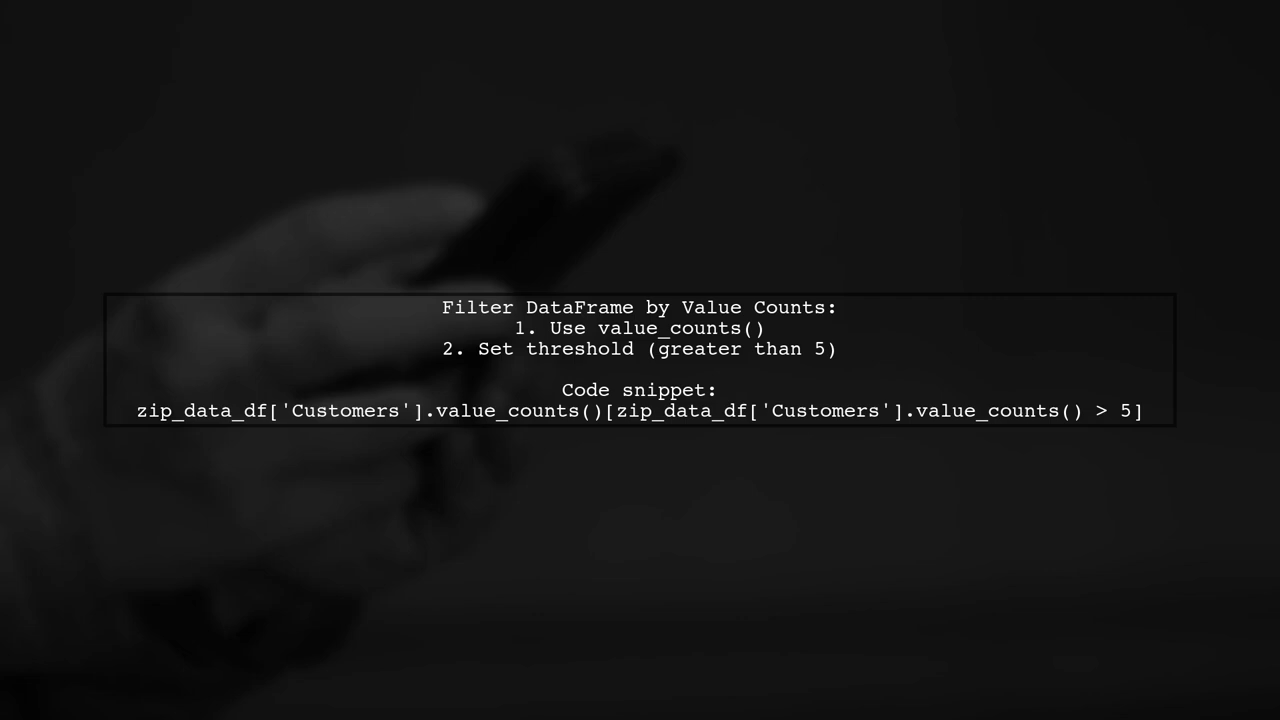 Filter DataFrame by Value Counts:
1. Use value_counts()
2. Set threshold (greater than 5)
Code snippet:
zip_data_df['Customers'].value_counts()[zip_data_df['Customers'].value_counts() > 5]